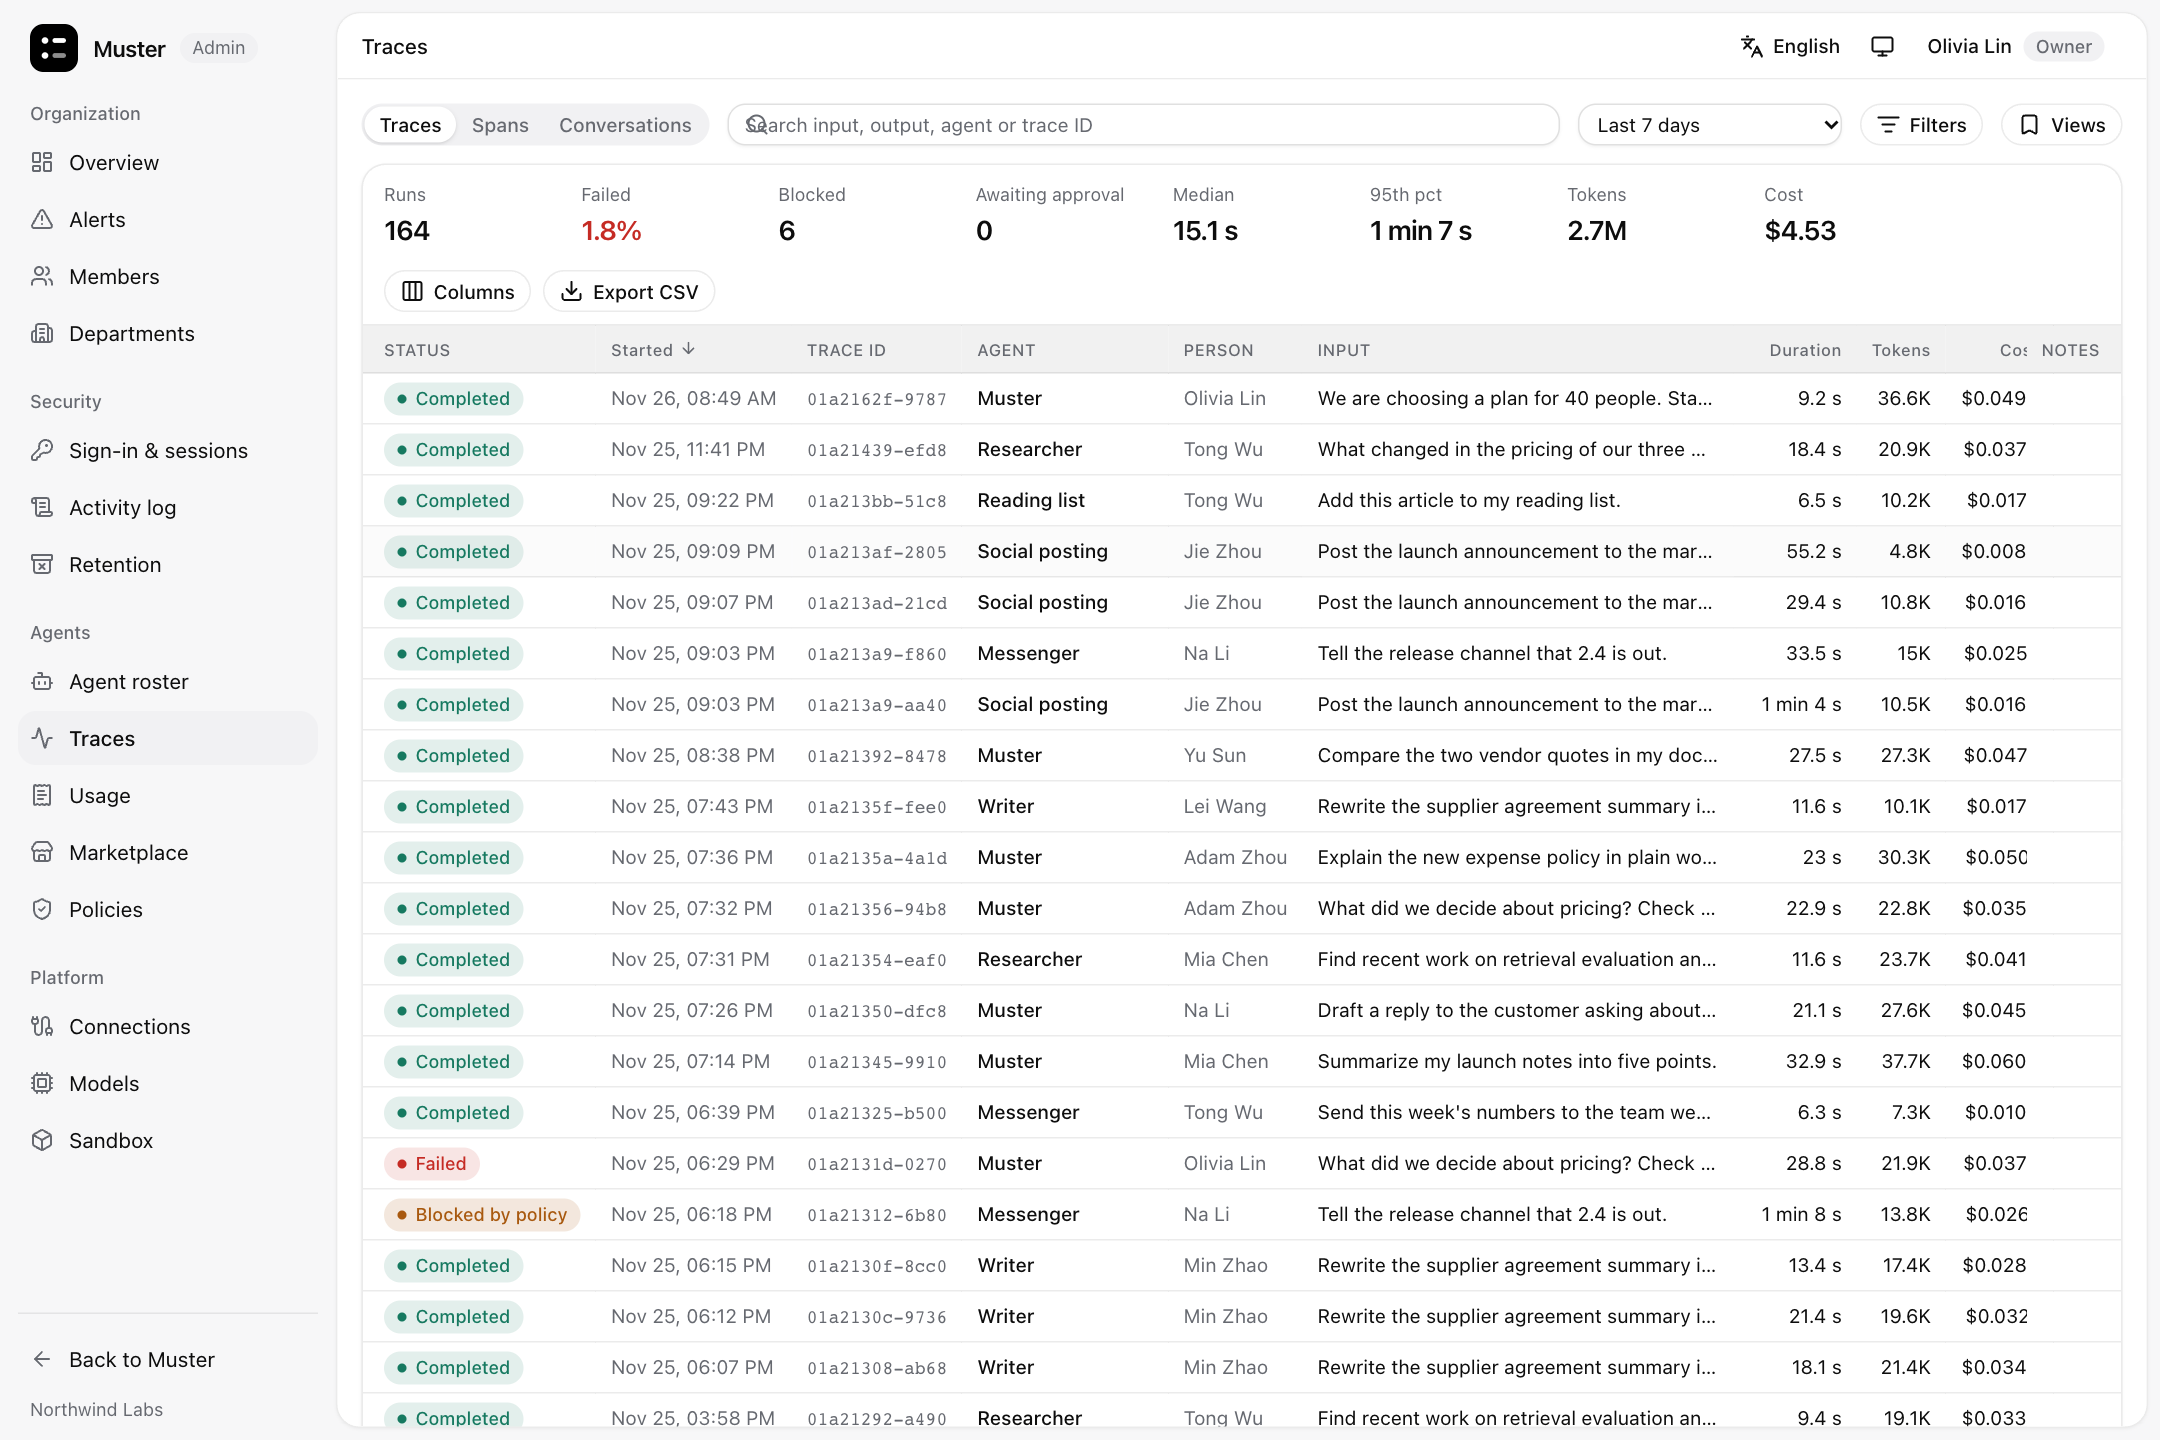 Muster Admin
Organization
Overview
Alerts
Members
Departments
Security
Sign-in & sessions
Activity log
Retention
Agents
Agent roster
Traces
Usage
Marketplace
Policies
Platform
Connections
Models
Sandbox
Back to Muster
Northwind Labs
Traces English Olivia Lin Owner
Traces Spans Conversations Search input, output, agent or trace ID Last 7 days Filters Views
Runs Failed Blocked Awaiting approval Median 95th pct Tokens Cost
164 1.8% 6 0 15.1 s 1 min 7 s 2.7M $4.53
Columns Export CSV
STATUS Started TRACE ID AGENT PERSON INPUT Duration Tokens Cos NOTES
Completed Nov 26, 08:49 AM 01a2162f-9787 Muster Olivia Lin We are choosing a plan for 40 people. Sta... 9.2 s 36.6K $0.049
Completed Nov 25, 11:41 PM 01a21439-efd8 Researcher Tong Wu What changed in the pricing of our three ... 18.4 s 20.9K $0.037
Completed Nov 25, 09:22 PM 01a213bb-51c8 Reading list Tong Wu Add this article to my reading list. 6.5 s 10.2K $0.017
Completed Nov 25, 09:09 PM 01a213af-2805 Social posting Jie Zhou Post the launch announcement to the mar... 55.2 s 4.8K $0.008
Completed Nov 25, 09:07 PM 01a213ad-21cd Social posting Jie Zhou Post the launch announcement to the mar... 29.4 s 10.8K $0.016
Completed Nov 25, 09:03 PM 01a213a9-f860 Messenger Na Li Tell the release channel that 2.4 is out. 33.5 s 15K $0.025
Completed Nov 25, 09:03 PM 01a213a9-aa40 Social posting Jie Zhou Post the launch announcement to the mar... 1 min 4 s 10.5K $0.016
Completed Nov 25, 08:38 PM 01a21392-8478 Muster Yu Sun Compare the two vendor quotes in my doc... 27.5 s 27.3K $0.047
Completed Nov 25, 07:43 PM 01a2135f-fee0 Writer Lei Wang Rewrite the supplier agreement summary i... 11.6 s 10.1K $0.017
Completed Nov 25, 07:36 PM 01a2135a-4a1d Muster Adam Zhou Explain the new expense policy in plain wo... 23 s 30.3K $0.050
Completed Nov 25, 07:32 PM 01a21356-94b8 Muster Adam Zhou What did we decide about pricing? Check ... 22.9 s 22.8K $0.035
Completed Nov 25, 07:31 PM 01a21354-eaf0 Researcher Mia Chen Find recent work on retrieval evaluation an... 11.6 s 23.7K $0.041
Completed Nov 25, 07:26 PM 01a21350-dfc8 Muster Na Li Draft a reply to the customer asking about... 21.1 s 27.6K $0.045
Completed Nov 25, 07:14 PM 01a21345-9910 Muster Mia Chen Summarize my launch notes into five points. 32.9 s 37.7K $0.060
Completed Nov 25, 06:39 PM 01a21325-b500 Messenger Tong Wu Send this week's numbers to the team we... 6.3 s 7.3K $0.010
Failed Nov 25, 06:29 PM 01a2131d-0270 Muster Olivia Lin What did we decide about pricing? Check ... 28.8 s 21.9K $0.037
Blocked by policy Nov 25, 06:18 PM 01a21312-6b80 Messenger Na Li Tell the release channel that 2.4 is out. 1 min 8 s 13.8K $0.026
Completed Nov 25, 06:15 PM 01a2130f-8cc0 Writer Min Zhao Rewrite the supplier agreement summary i... 13.4 s 17.4K $0.028
Completed Nov 25, 06:12 PM 01a2130c-9736 Writer Min Zhao Rewrite the supplier agreement summary i... 21.4 s 19.6K $0.032
Completed Nov 25, 06:07 PM 01a21308-ab68 Writer Min Zhao Rewrite the supplier agreement summary i... 18.1 s 21.4K $0.034
Completed Nov 25, 03:58 PM 01a21292-a490 Researcher Tong Wu Find recent work on retrieval evaluation an... 9.4 s 19.1K $0.033